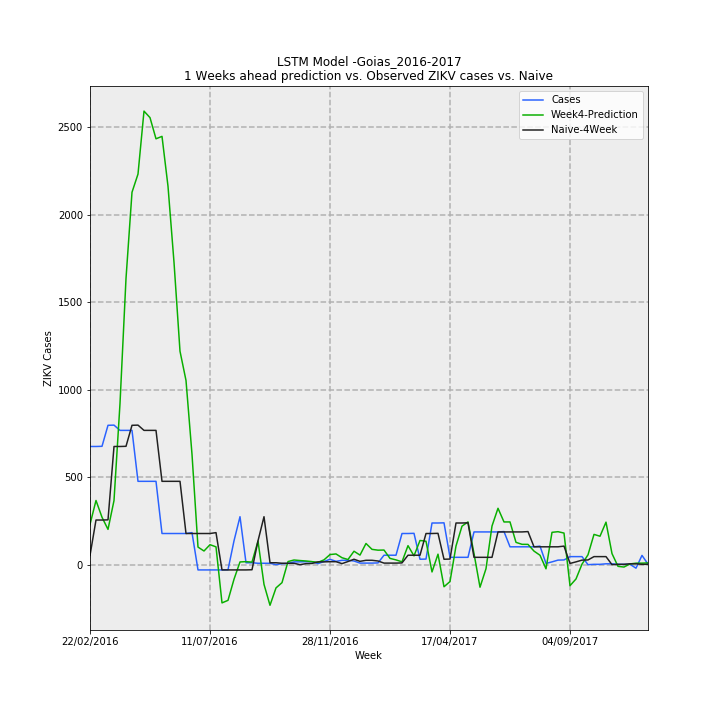 LSTM Model -Goias_2016-2017
1 Weeks ahead prediction vs. Observed ZIKV cases vs. Naive
Cases
Week4-Prediction
Naive-4Week
2500
2000
1500
1000
500
0
ZIKV Cases
22/02/2016
11/07/2016
28/11/2016
17/04/2017
04/09/2017
Week